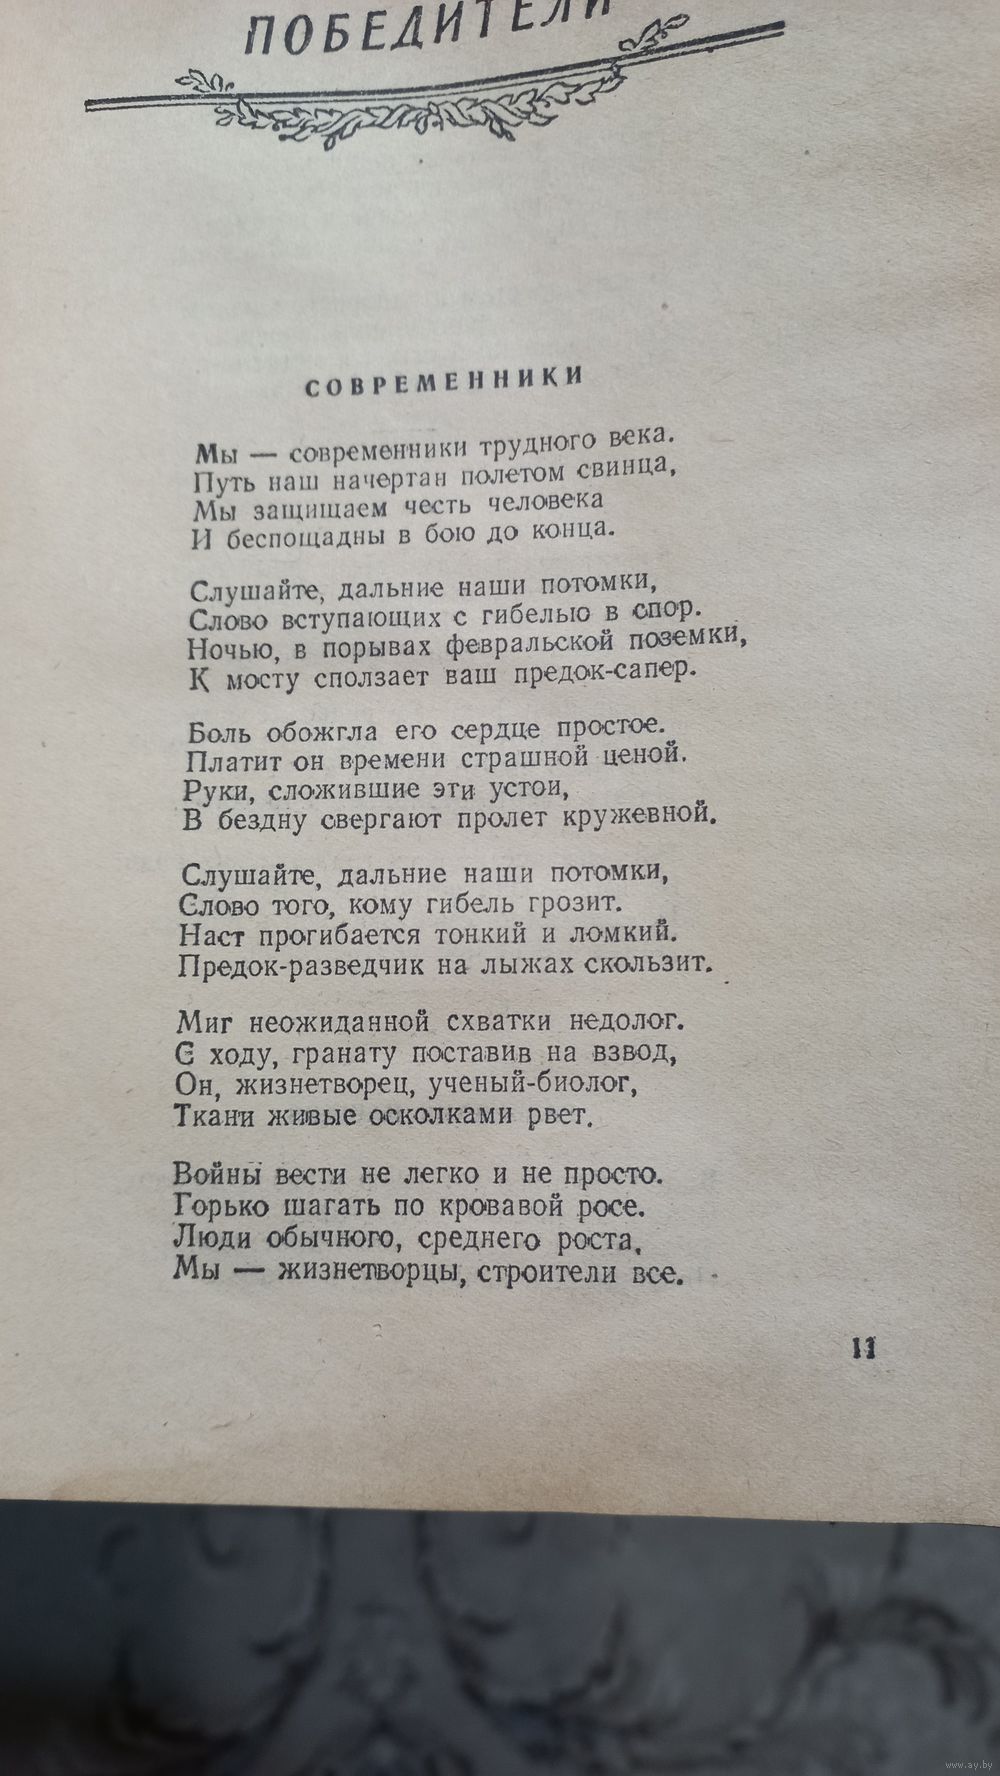 ПОБЕДИТЕЛИ
СОВРЕМЕННИКИ
Мы — современники трудного века.
Путь наш начертан полетом свинца,
Мы защищаем честь человека
И беспощадны в бою до конца.
Слушайте, дальние наши потомки,
Слово вступающих с гибелью в спор.
Ночью, в порывах февральской поземки,
К мосту сползает ваш предок-сапер.
Боль обожгла его сердце простое.
Платит он времени страшной ценой.
Руки, сложившие эти устои,
В бездну свергают пролет кружевной.
Слушайте, дальние наши потомки,
Слово того, кому гибель грозит.
Наст прогибается тонкий и ломкий.
Предок-разведчик на лыжах скользит.
Миг неожиданной схватки недолог.
С ходу, гранату поставив на взвод,
Он, жизнетворец, ученый-биолог,
Ткани живые осколками рвет.
Войны вести не легко и не просто.
Горько шагать по кровавой росе.
Люди обычного, среднего роста,
Мы — жизнетворцы, строители все.
11
www.ay.by